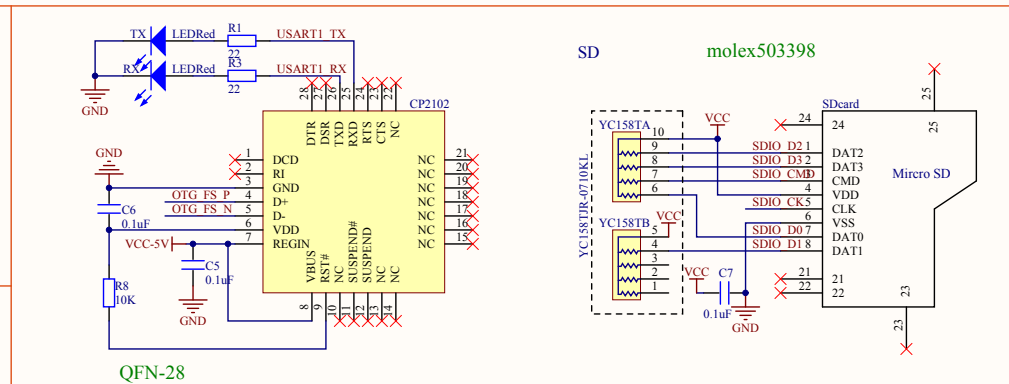 TX LEDRed R1 22 USART1_TX
RX LEDRed R3 22 USART1_RX
GND
28 27 26 25 24 23 22
CP2102
DTR DSR TXD RXD RTS CTS NC
GND
1 DCD
2 RI
3 GND
OTG_FS_P 4 D+
OTG_FS_N 5 D-
6 VDD
VCC-5V 7 REGIN
C6
0.1uF
C5
0.1uF
GND
R8
10K
NC 21
NC 20
NC 19
NC 18
NC 17
NC 16
NC 15
VBUS RST# NC SUSPEND# SUSPEND NC NC
8 9 10 11 12 13 14
QFN-28
SD
molex503398
YC158TJR-0710KL
YC158TA
10
9
8
7
6
YC158TB
5
4
3
2
1
VCC
VCC
VCC
C7
0.1uF
GND
SDcard
Mircro SD
24 24
25 25
SDIO_D2 1 DAT2
SDIO_D3 2 DAT3
SDIO_CMD 3 CMD
4 VDD
SDIO_CK 5 CLK
6 VSS
SDIO_D0 7 DAT0
SDIO_D1 8 DAT1
21 21
22 22
23
23